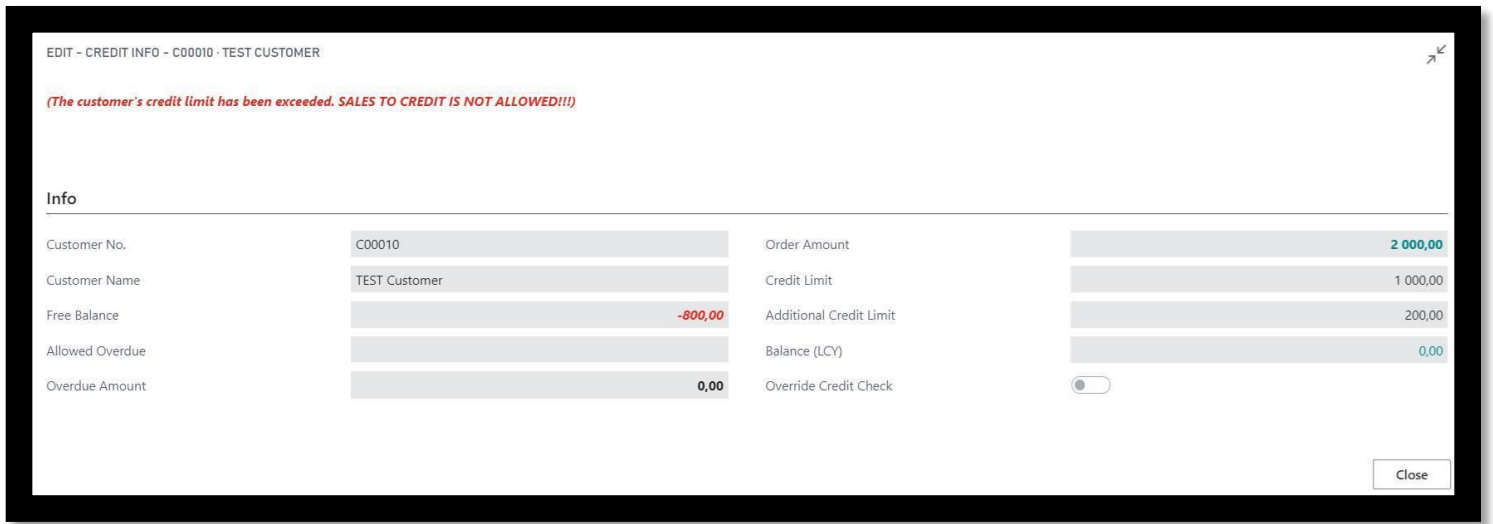 EDIT - CREDIT INFO - C00010 · TEST CUSTOMER
(The customer's credit limit has been exceeded. SALES TO CREDIT IS NOT ALLOWED!!!)
Info
Customer No. C00010
Customer Name TEST Customer
Free Balance -800,00
Allowed Overdue
Overdue Amount 0,00
Order Amount 2 000,00
Credit Limit 1 000,00
Additional Credit Limit 200,00
Balance (LCY) 0,00
Override Credit Check
Close